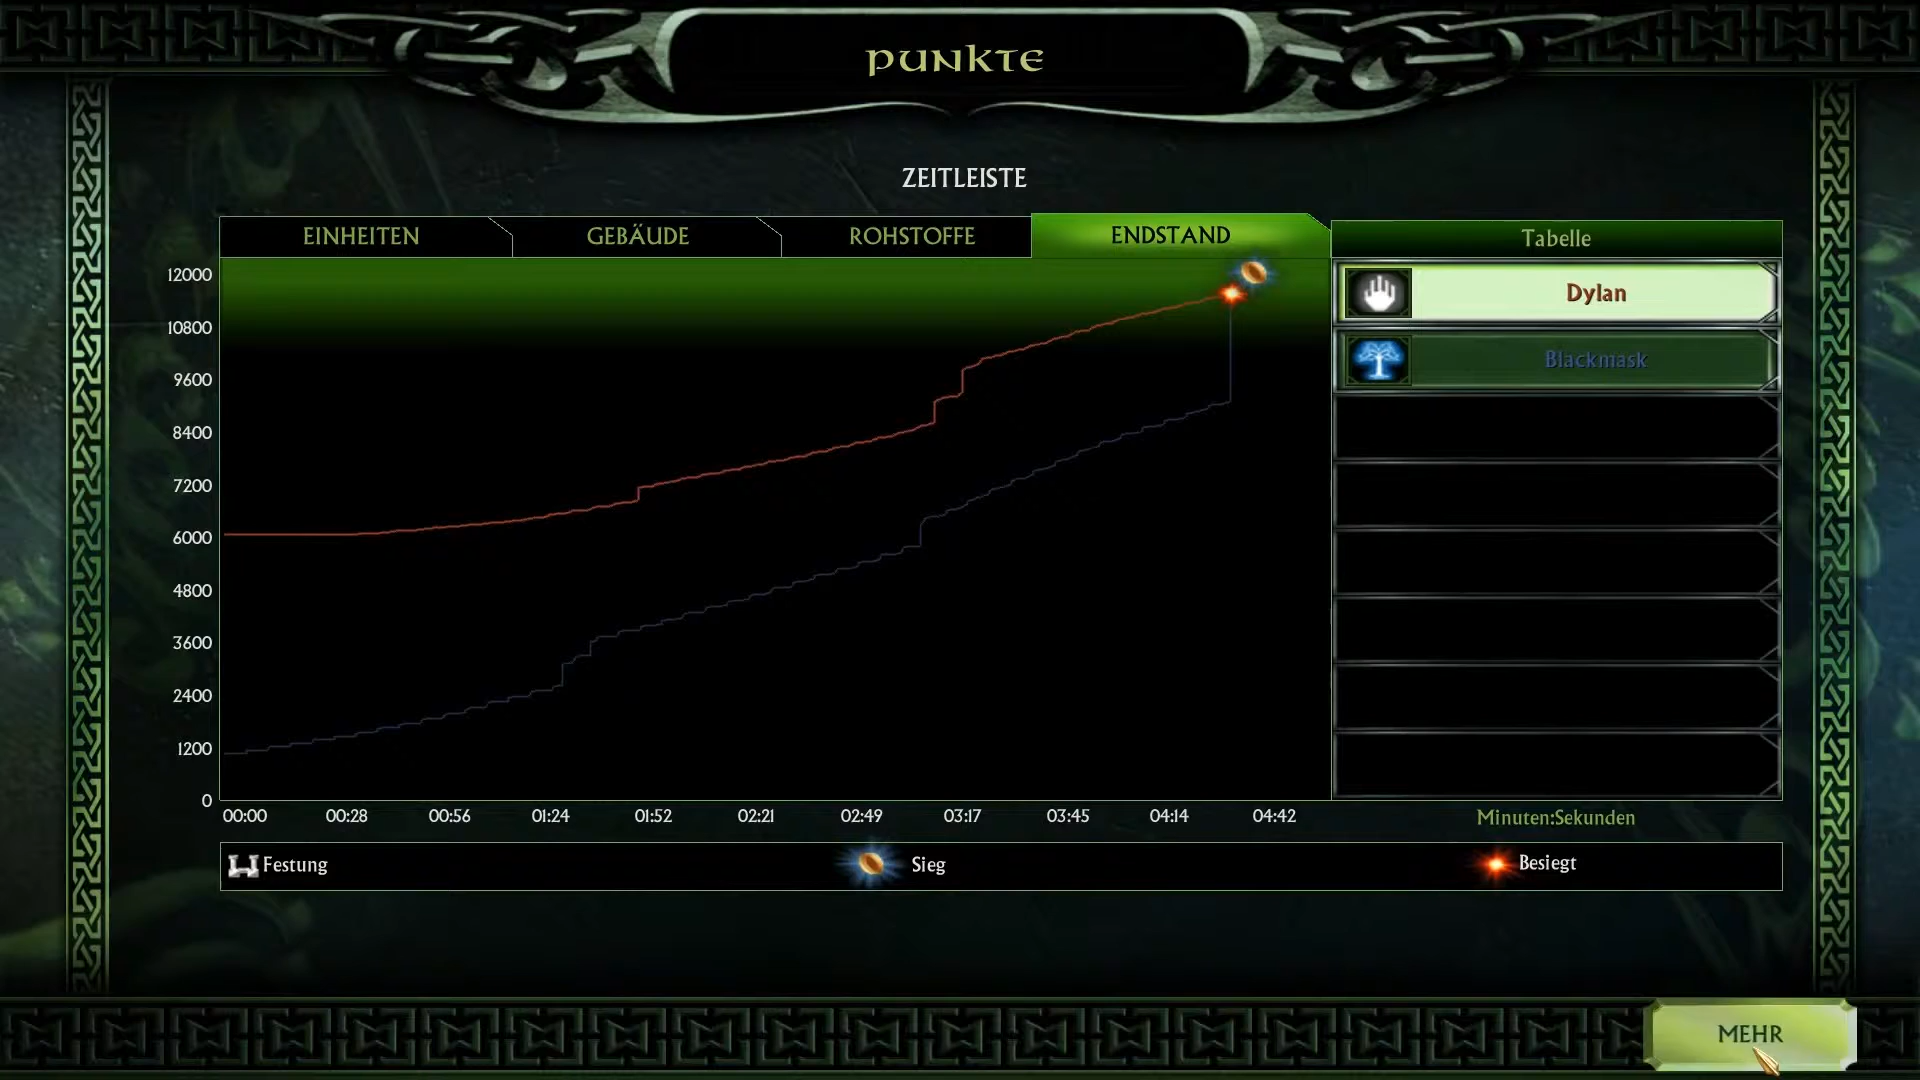 PUNKTE
ZEITLEISTE
EINHEITEN GEBÄUDE ROHSTOFFE ENDSTAND Tabelle
12000
10800
9600
8400
7200
6000
4800
3600
2400
1200
0
Dylan
Blackmask
00:00 00:28 00:56 01:24 01:52 02:21 02:49 03:17 03:45 04:14 04:42 Minuten:Sekunden
Festung Sieg Besiegt
MEHR